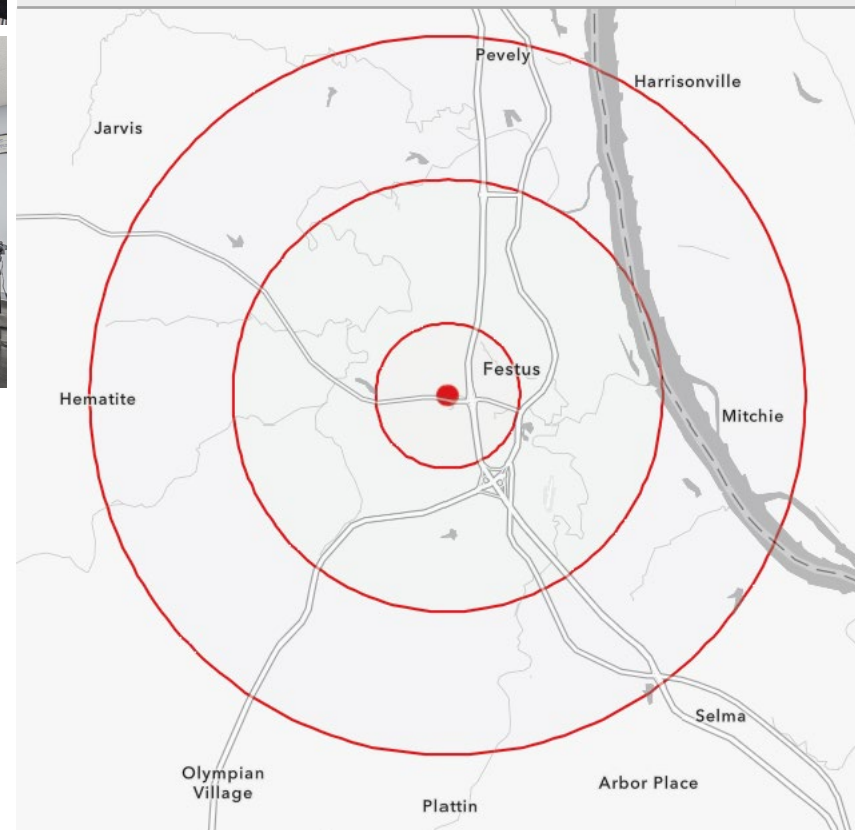 Pevely
Harrisonville
Jarvis
Festus
Hematite
Mitchie
Selma
Olympian
Village
Arbor Place
Plattin